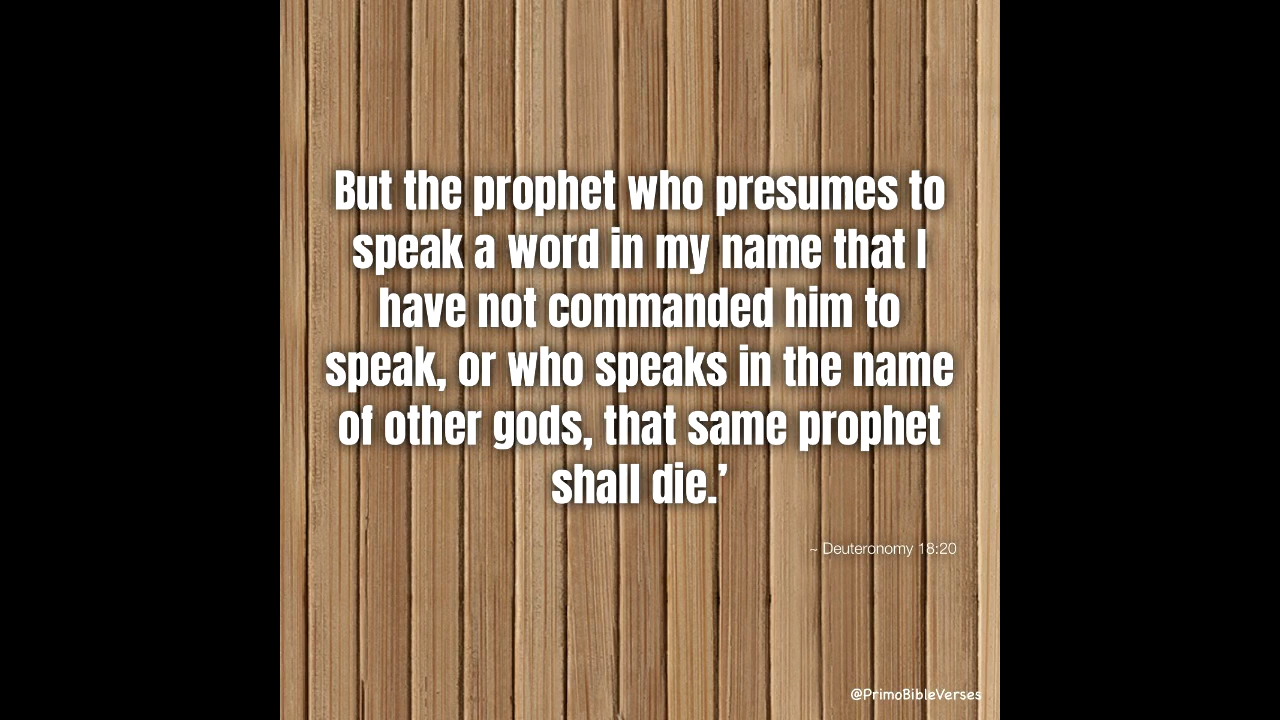 But the prophet who presumes to
speak a word in my name that I
have not commanded him to
speak, or who speaks in the name
of other gods, that same prophet
shall die.’
~ Deuteronomy 18:20
@PrimoBibleVerses